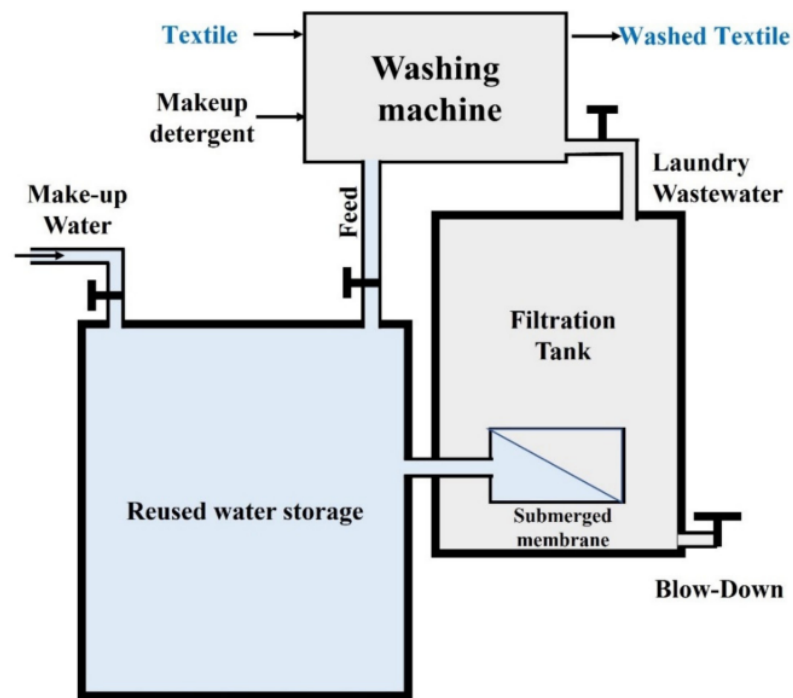 Textile
Washed Textile
Washing
machine
Makeup
detergent
Laundry
Wastewater
Make-up
Water
Feed
Filtration
Tank
Reused water storage
Submerged
membrane
Blow-Down